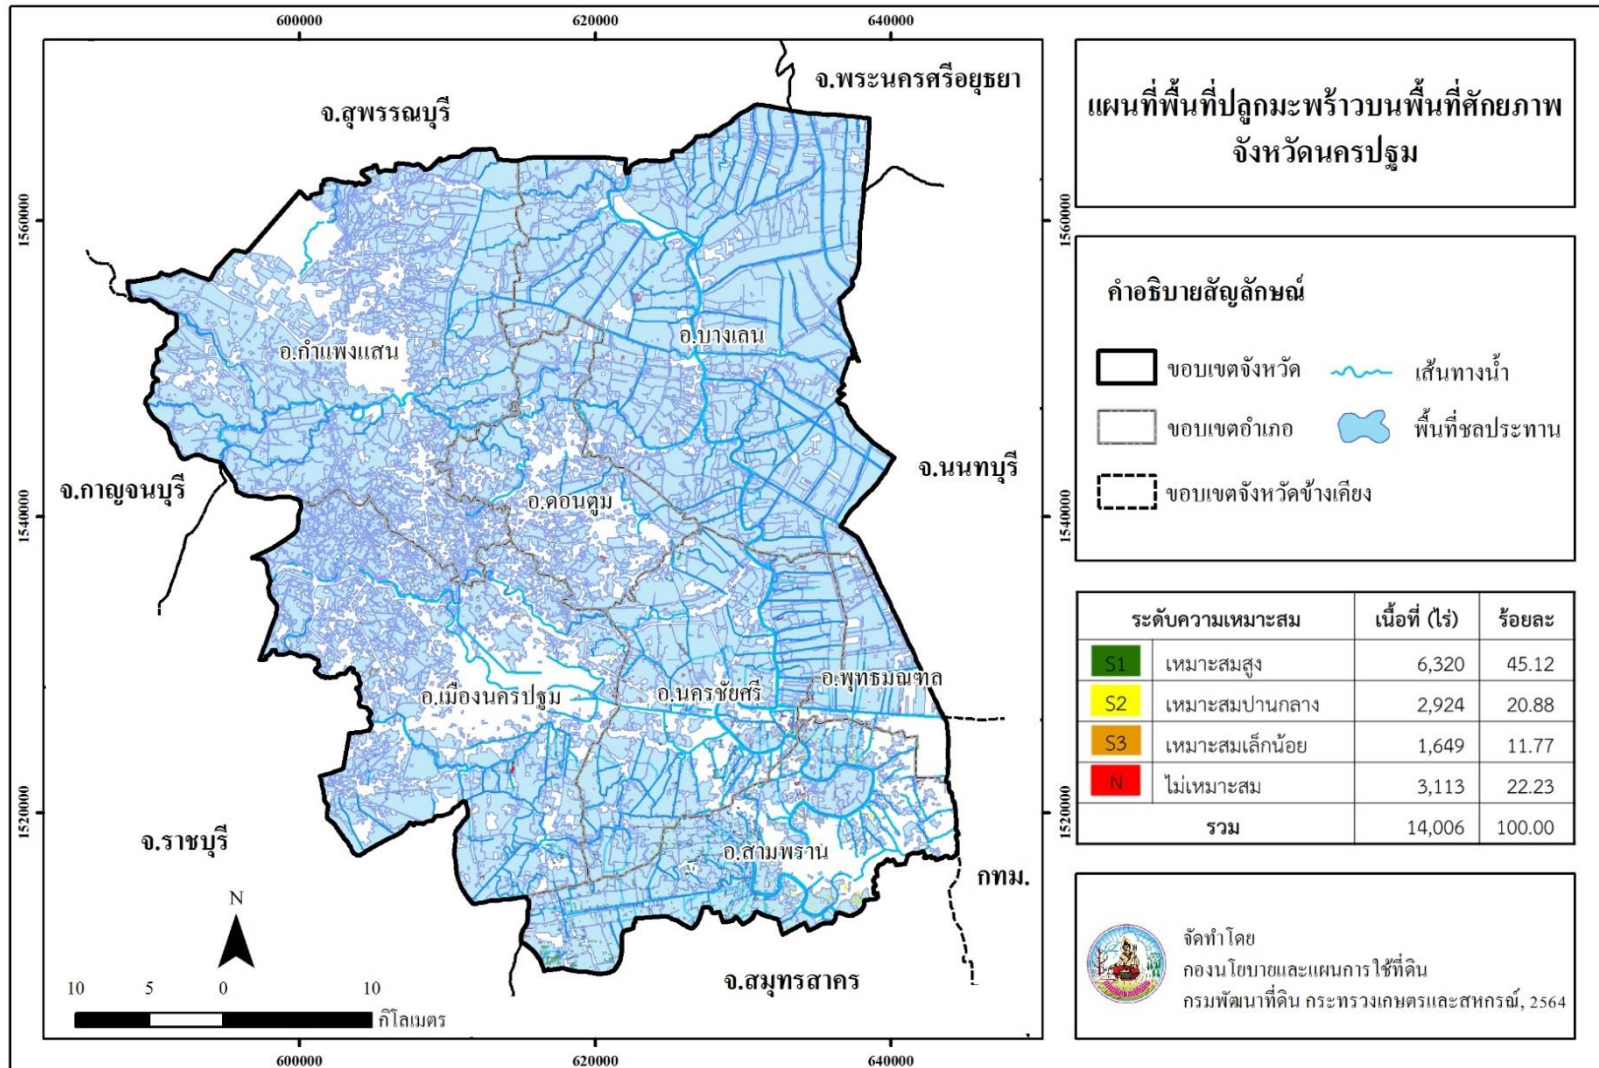 600000 620000 640000
จ.พระนครศรีอยุธยา
จ.สุพรรณบุรี
1560000
1560000
อ.บางเลน
อ.กำแพงแสน
จ.นนทบุรี
จ.กาญจนบุรี
อ.ดอนตูม
1540000
1540000
อ.พุทธมณฑล
อ.นครชัยศรี
อ.เมืองนครปฐม
1520000
1520000
จ.ราชบุรี
อ.สามพราน
กทม.
จ.สมุทรสาคร
N
10 5 0 10
กิโลเมตร
600000 620000 640000
แผนที่พื้นที่ปลูกมะพร้าวบนพื้นที่ศักยภาพ
จังหวัดนครปฐม
คำอธิบายสัญลักษณ์
ขอบเขตจังหวัด เส้นทางน้ำ
ขอบเขตอำเภอ พื้นที่ชลประทาน
ขอบเขตจังหวัดข้างเคียง
ระดับความเหมาะสม เนื้อที่ (ไร่) ร้อยละ
S1 เหมาะสมสูง 6,320 45.12
S2 เหมาะสมปานกลาง 2,924 20.88
S3 เหมาะสมเล็กน้อย 1,649 11.77
N ไม่เหมาะสม 3,113 22.23
รวม 14,006 100.00
จัดทำโดย
กองนโยบายและแผนการใช้ที่ดิน
กรมพัฒนาที่ดิน กระทรวงเกษตรและสหกรณ์, 2564